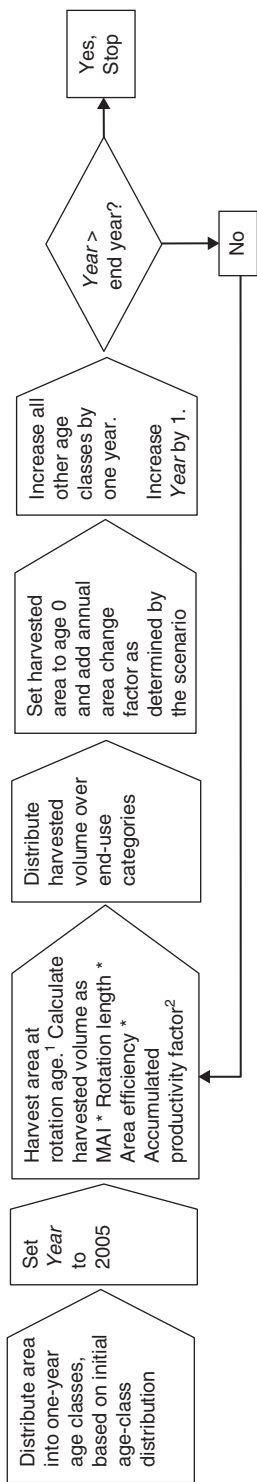 Distribute area
into one-year
age classes,
based on initial
age-class
distribution
Set
Year
to
2005
Harvest area at
rotation age.¹ Calculate
harvested volume as
MAI * Rotation length *
Area efficiency *
Accumulated
productivity factor²
Distribute
harvested
volume over
end-use
categories
Set harvested
area to age 0
and add annual
area change
factor as
determined by
the scenario
Increase all
other age
classes by
one year.
Increase
Year by 1.
Year >
end year?
Yes,
Stop
No